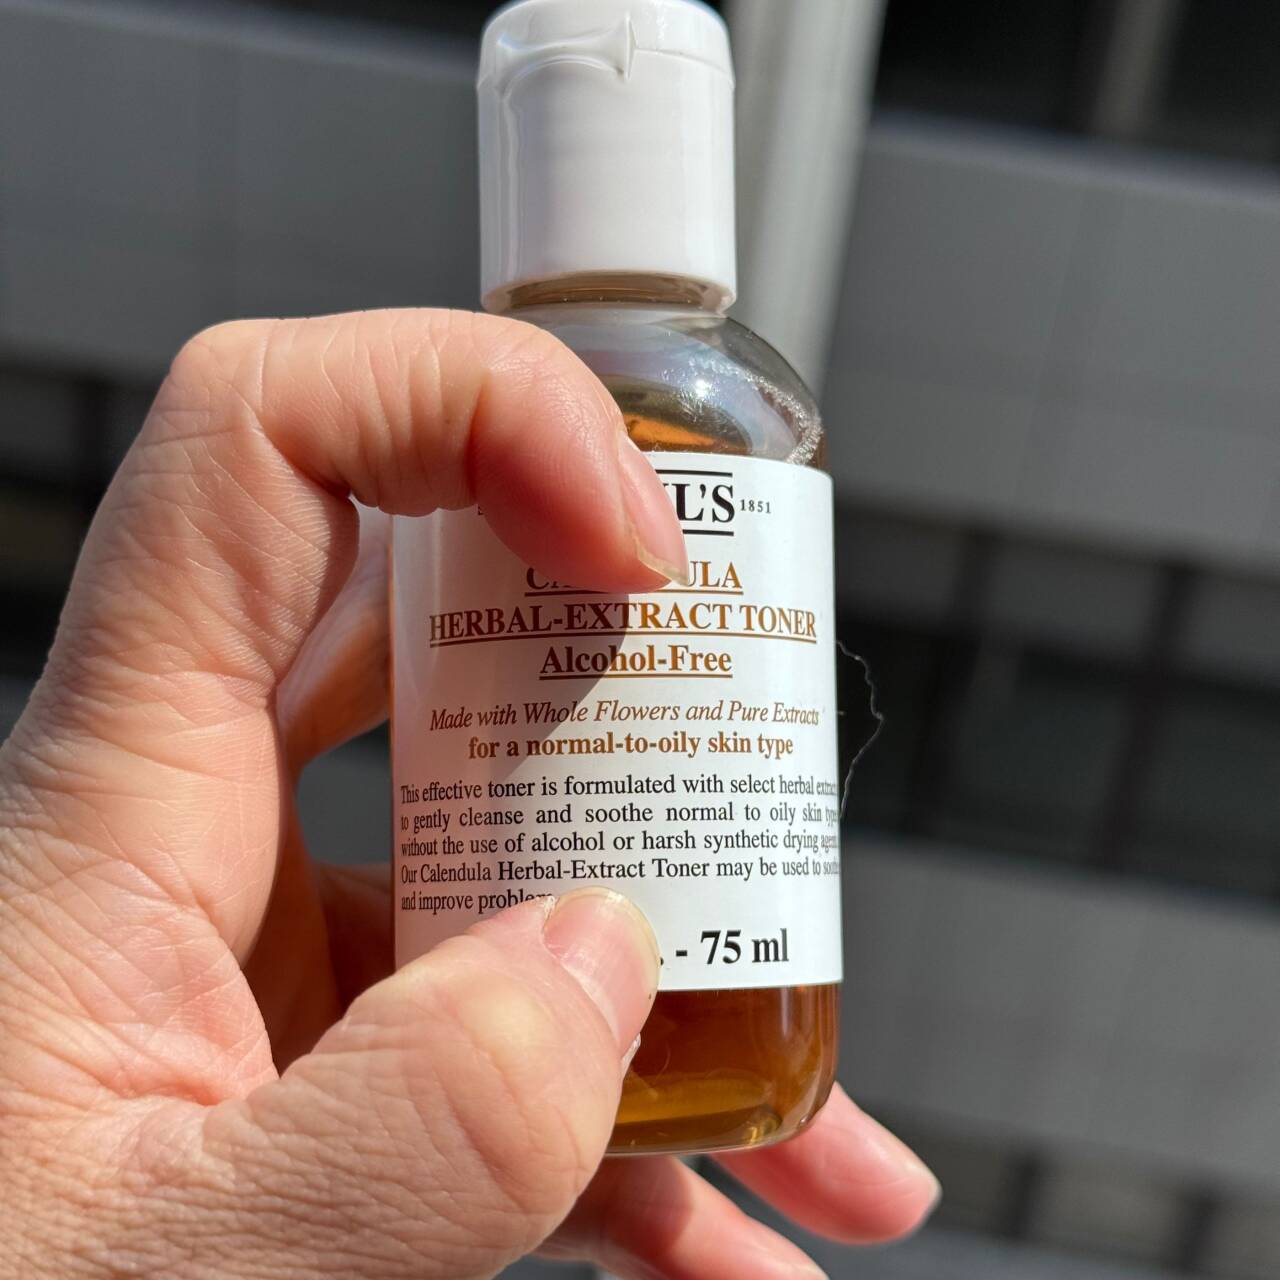 1851
HERBAL-EXTRACT TONER
Alcohol-Free
Made with Whole Flowers and Pure Extracts
for a normal-to-oily skin type
This effective toner is formulated with select herbal
to gently cleanse and soothe normal to oily skin
without the use of alcohol or harsh synthetic drying
Our Calendula Herbal-Extract Toner may be used to
and improve
- 75 ml